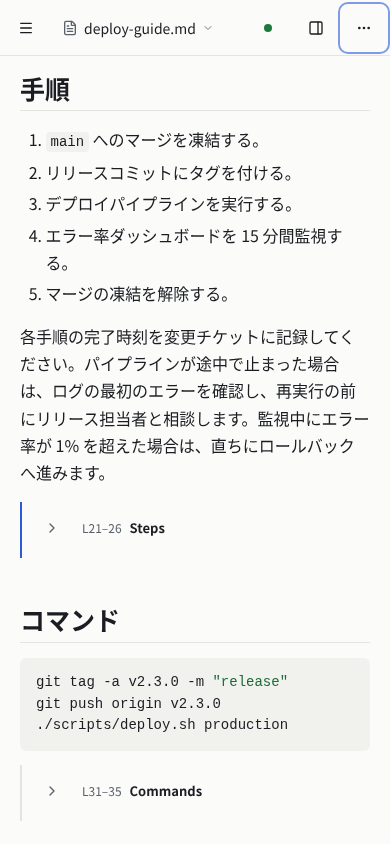 deploy-guide.md
手順
1. main へのマージを凍結する。
2. リリースコミットにタグを付ける。
3. デプロイパイプラインを実行する。
4. エラー率ダッシュボードを 15 分間監視す
る。
5. マージの凍結を解除する。
各手順の完了時刻を変更チケットに記録してく
ださい。パイプラインが途中で止まった場合
は、ログの最初のエラーを確認し、再実行の前
にリリース担当者と相談します。監視中にエラー
率が 1% を超えた場合は、直ちにロールバック
へ進みます。
L21–26 Steps
コマンド
git tag -a v2.3.0 -m "release"
git push origin v2.3.0
./scripts/deploy.sh production
L31–35 Commands